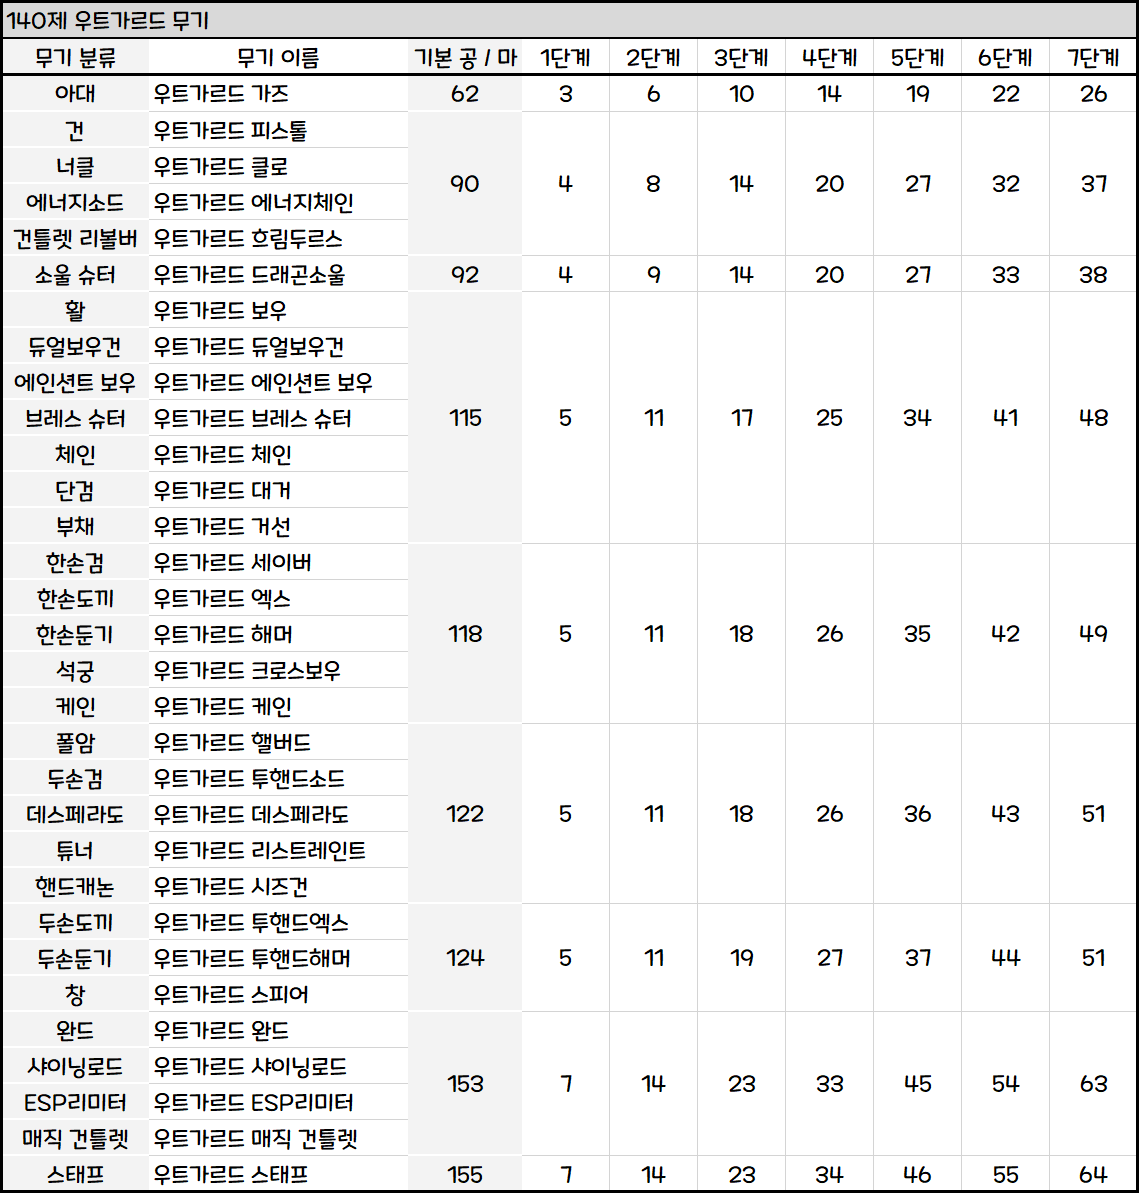 140제 우트가르드 무기
무기 분류 무기 이름 기본 공 / 마 1단계 2단계 3단계 4단계 5단계 6단계 7단계
아대 우트가르드 가즈 62 3 6 10 14 19 22 26
건 우트가르드 피스톨
너클 우트가르드 클로
90 4 8 14 20 27 32 37
에너지소드 우트가르드 에너지체인
건틀렛 리볼버 우트가르드 흐림두르스
소울 슈터 우트가르드 드래곤소울 92 4 9 14 20 27 33 38
활 우트가르드 보우
듀얼보우건 우트가르드 듀얼보우건
에인션트 보우 우트가르드 에인션트 보우
브레스 슈터 우트가르드 브레스 슈터 115 5 11 17 25 34 41 48
체인 우트가르드 체인
단검 우트가르드 대거
부채 우트가르드 거선
한손검 우트가르드 세이버
한손도끼 우트가르드 엑스
한손둔기 우트가르드 해머 118 5 11 18 26 35 42 49
석궁 우트가르드 크로스보우
케인 우트가르드 케인
폴암 우트가르드 핼버드
두손검 우트가르드 투핸드소드
데스페라도 우트가르드 데스페라도 122 5 11 18 26 36 43 51
튜너 우트가르드 리스트레인트
핸드캐논 우트가르드 시즈건
두손도끼 우트가르드 투핸드엑스
두손둔기 우트가르드 투핸드해머 124 5 11 19 27 37 44 51
창 우트가르드 스피어
완드 우트가르드 완드
샤이닝로드 우트가르드 샤이닝로드
153 7 14 23 33 45 54 63
ESP리미터 우트가르드 ESP리미터
매직 건틀렛 우트가르드 매직 건틀렛
스태프 우트가르드 스태프 155 7 14 23 34 46 55 64